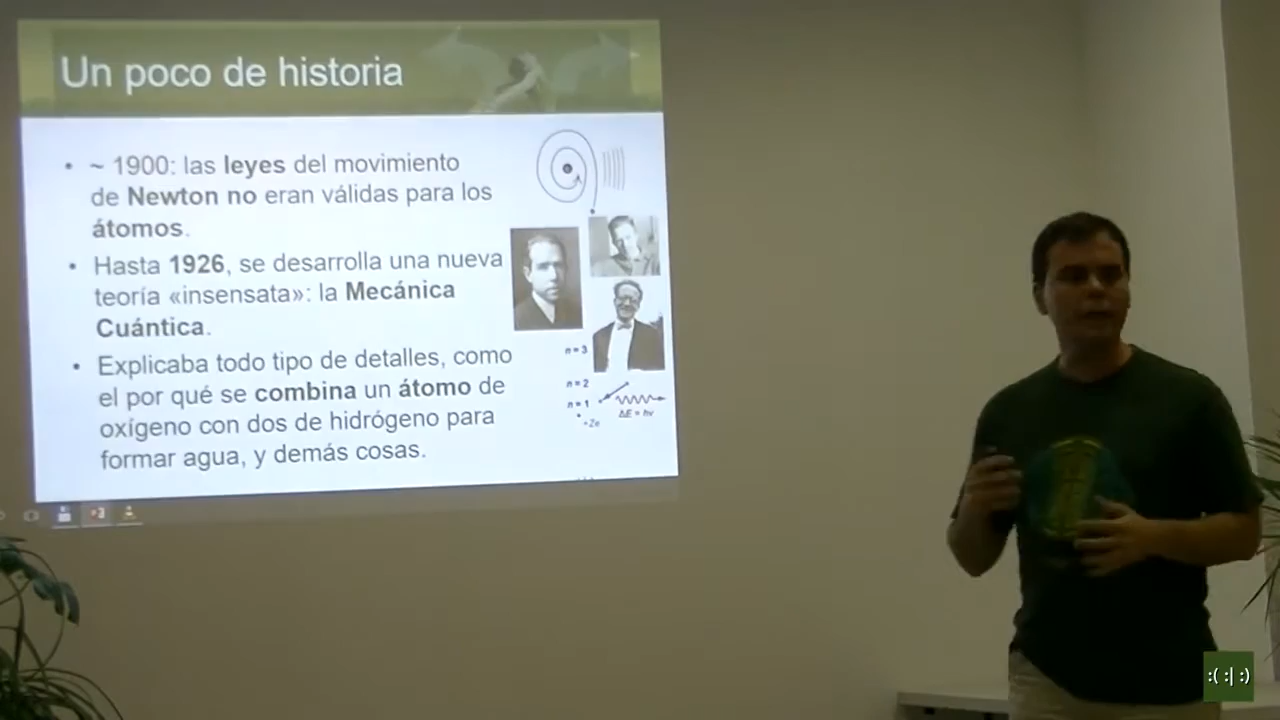 Un poco de historia
• ~ 1900: las leyes del movimiento
de Newton no eran válidas para los
átomos.
• Hasta 1926, se desarrolla una nueva
teoría «insensata»: la Mecánica
Cuántica.
• Explicaba todo tipo de detalles, como
el por qué se combina un átomo de
oxígeno con dos de hidrógeno para
formar agua, y demás cosas.
n=3
n=2
n=1
ΔE = hν
+Ze
:( :| :)